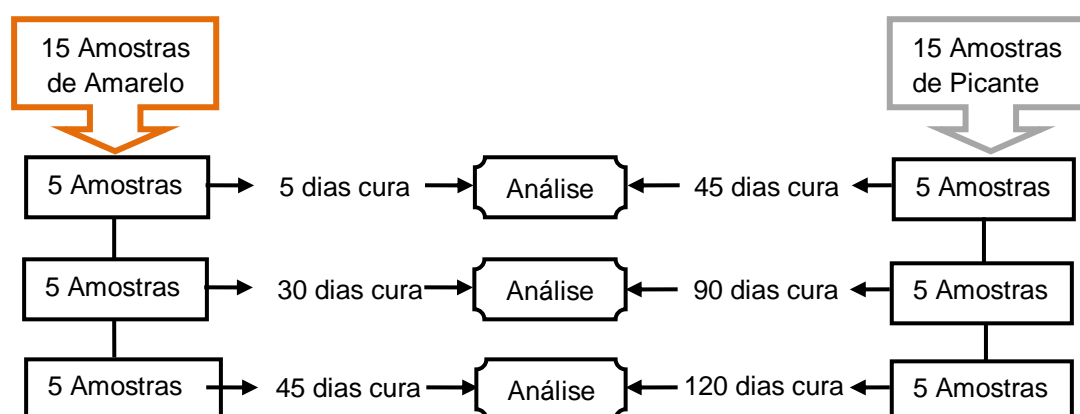 15 Amostras
de Amarelo
15 Amostras
de Picante
5 Amostras
5 dias cura
Análise
45 dias cura
5 Amostras
5 Amostras
30 dias cura
Análise
90 dias cura
5 Amostras
5 Amostras
45 dias cura
Análise
120 dias cura
5 Amostras